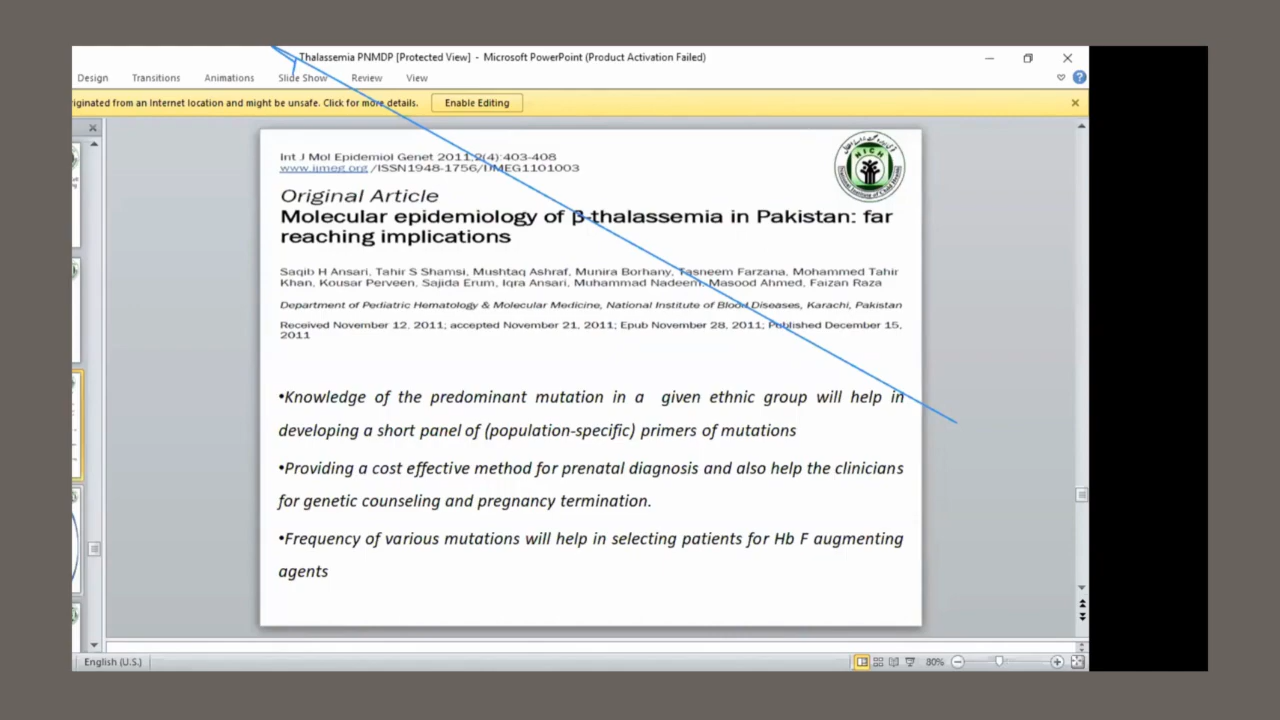 Thalassemia PNMDP [Protected View] - Microsoft PowerPoint (Product Activation Failed)
Design Transitions Animations Slide Show Review View
iginated from an Internet location and might be unsafe. Click for more details. Enable Editing
Int J Mol Epidemiol Genet 2011;2(4):403-408
www.ijmeg.org /ISSN1948-1756/IJMEG1101003
Original Article
Molecular epidemiology of β-thalassemia in Pakistan: far
reaching implications
Saqib H Ansari, Tahir S Shamsi, Mushtaq Ashraf, Munira Borhany, Tasneem Farzana, Mohammed Tahir
Khan, Kousar Perveen, Sajida Erum, Iqra Ansari, Muhammad Nadeem, Masood Ahmed, Faizan Raza
Department of Pediatric Hematology & Molecular Medicine, National Institute of Blood Diseases, Karachi, Pakistan
Received November 12, 2011; accepted November 21, 2011; Epub November 28, 2011; Published December 15,
2011
NICH
•Knowledge of the predominant mutation in a given ethnic group will help in
developing a short panel of (population-specific) primers of mutations
•Providing a cost effective method for prenatal diagnosis and also help the clinicians
for genetic counseling and pregnancy termination.
•Frequency of various mutations will help in selecting patients for Hb F augmenting
agents
English (U.S.) 80%